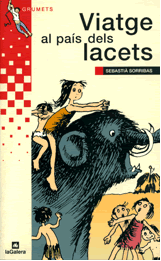 GRUMETS
Viatge
al país dels
lacets
SEBASTIÀ SORRIBAS
laGalera